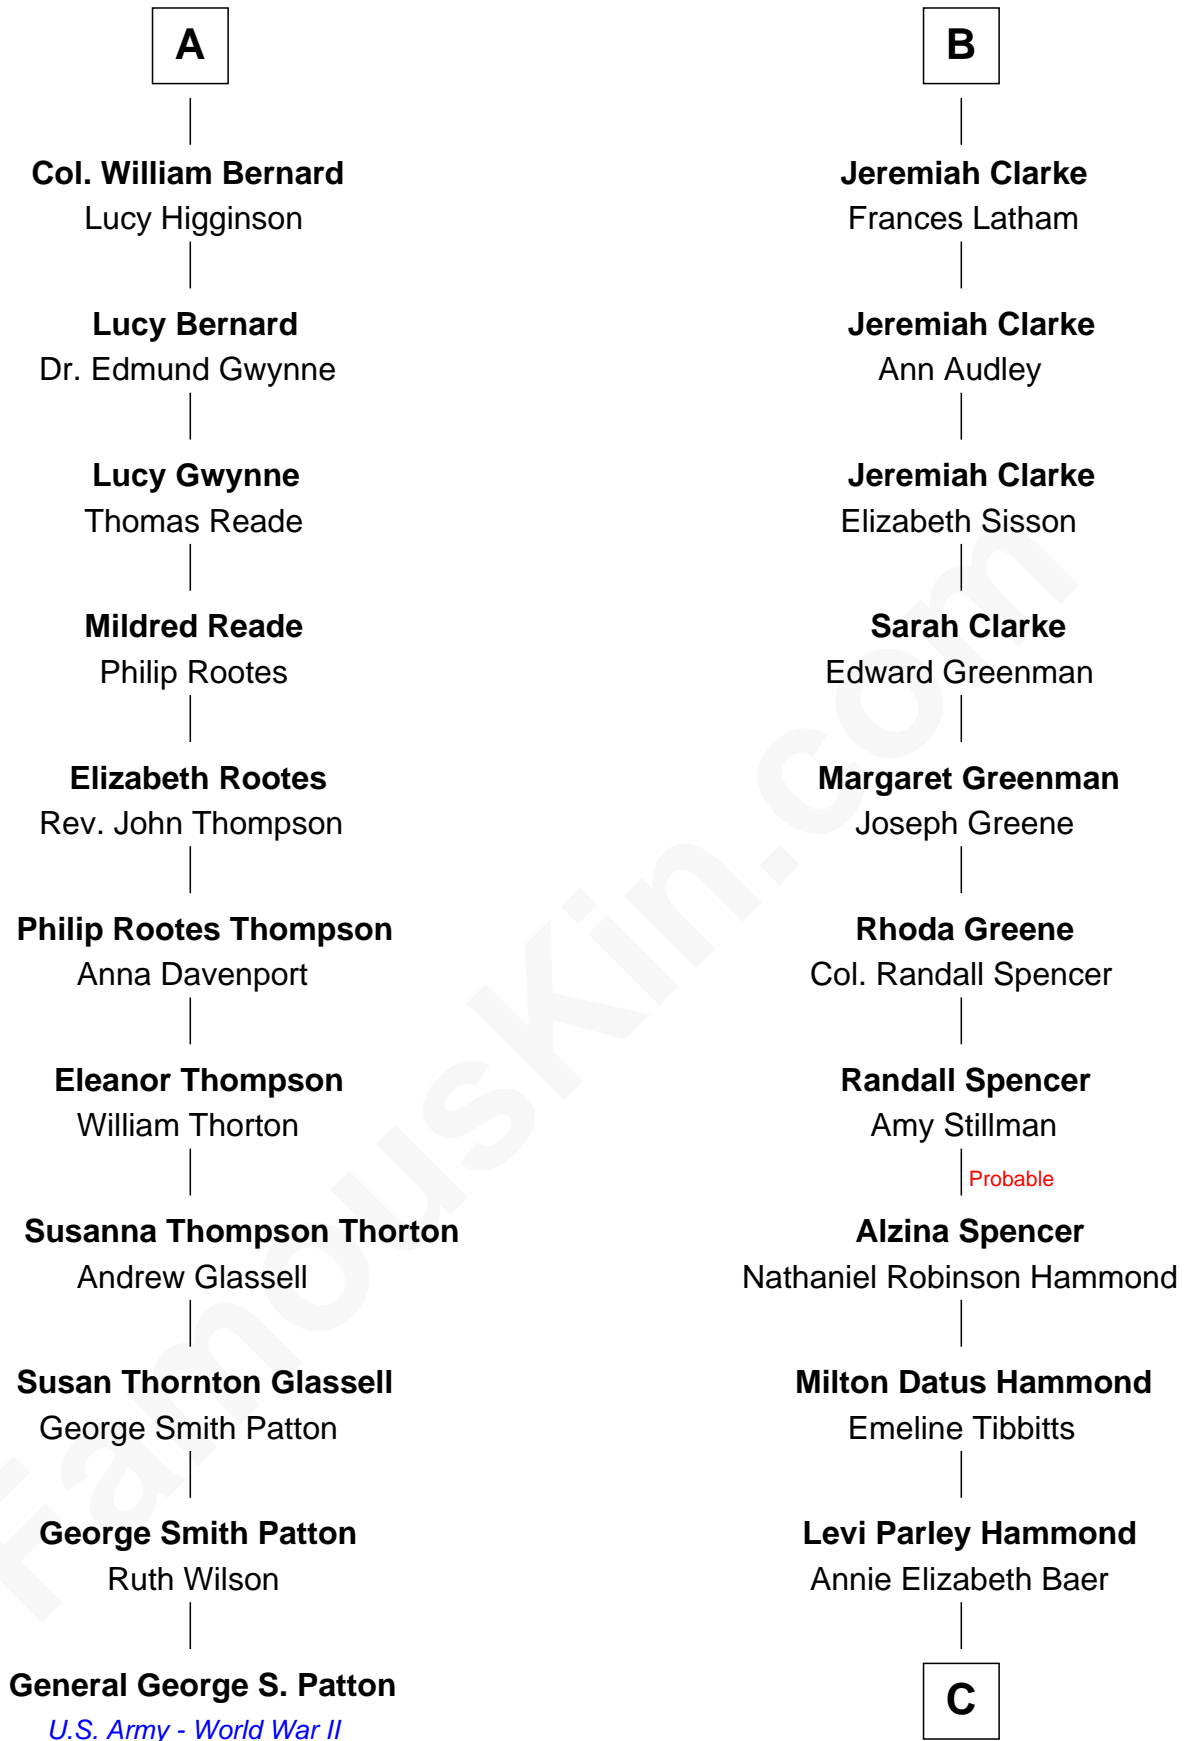 A
Col. William Bernard
Lucy Higginson
Lucy Bernard
Dr. Edmund Gwynne
Lucy Gwynne
Thomas Reade
Mildred Reade
Philip Rootes
Elizabeth Rootes
Rev. John Thompson
Philip Rootes Thompson
Anna Davenport
Eleanor Thompson
William Thorton
Susanna Thompson Thorton
Andrew Glassell
Susan Thornton Glassell
George Smith Patton
George Smith Patton
Ruth Wilson
General George S. Patton
U.S. Army - World War II
B
Jeremiah Clarke
Frances Latham
Jeremiah Clarke
Ann Audley
Jeremiah Clarke
Elizabeth Sisson
Sarah Clarke
Edward Greenman
Margaret Greenman
Joseph Greene
Rhoda Greene
Col. Randall Spencer
Randall Spencer
Amy Stillman
Probable
Alzina Spencer
Nathaniel Robinson Hammond
Milton Datus Hammond
Emeline Tibbitts
Levi Parley Hammond
Annie Elizabeth Baer
C
FamousKin.com